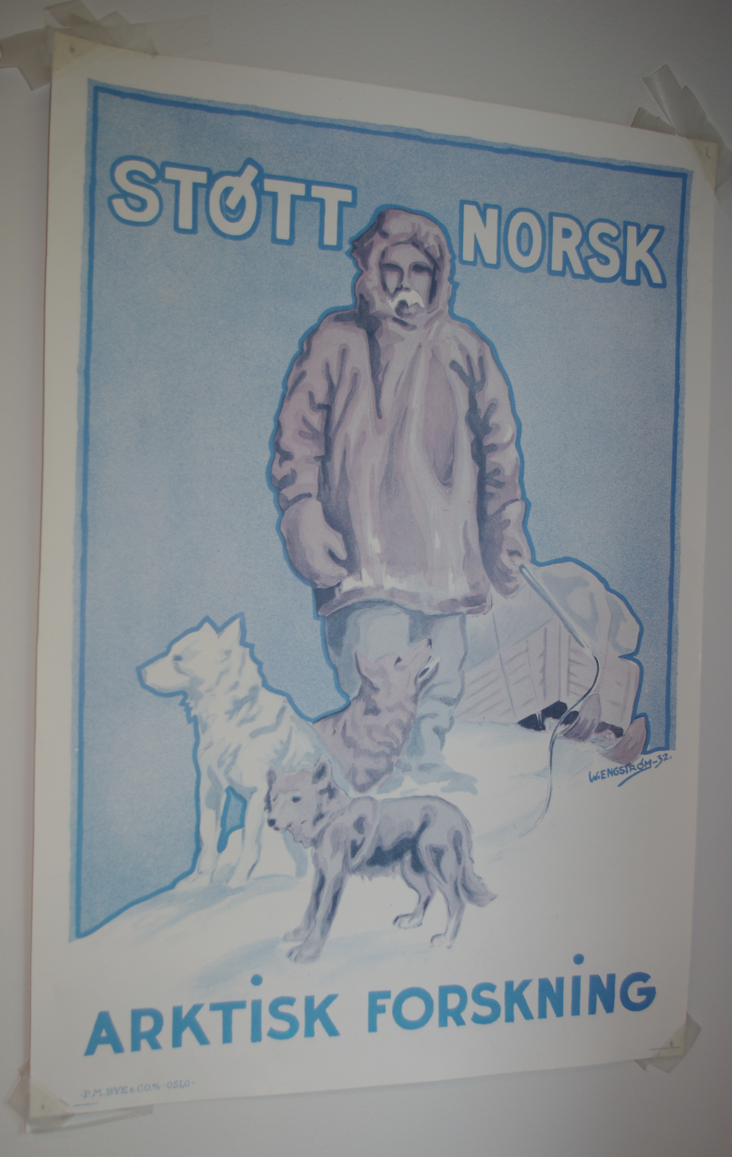 STØTT NORSK
W.ENGSTRØM-32.
ARKTiSK FORSKNiNG
-P.M. BYE & CO. % -OSLO-